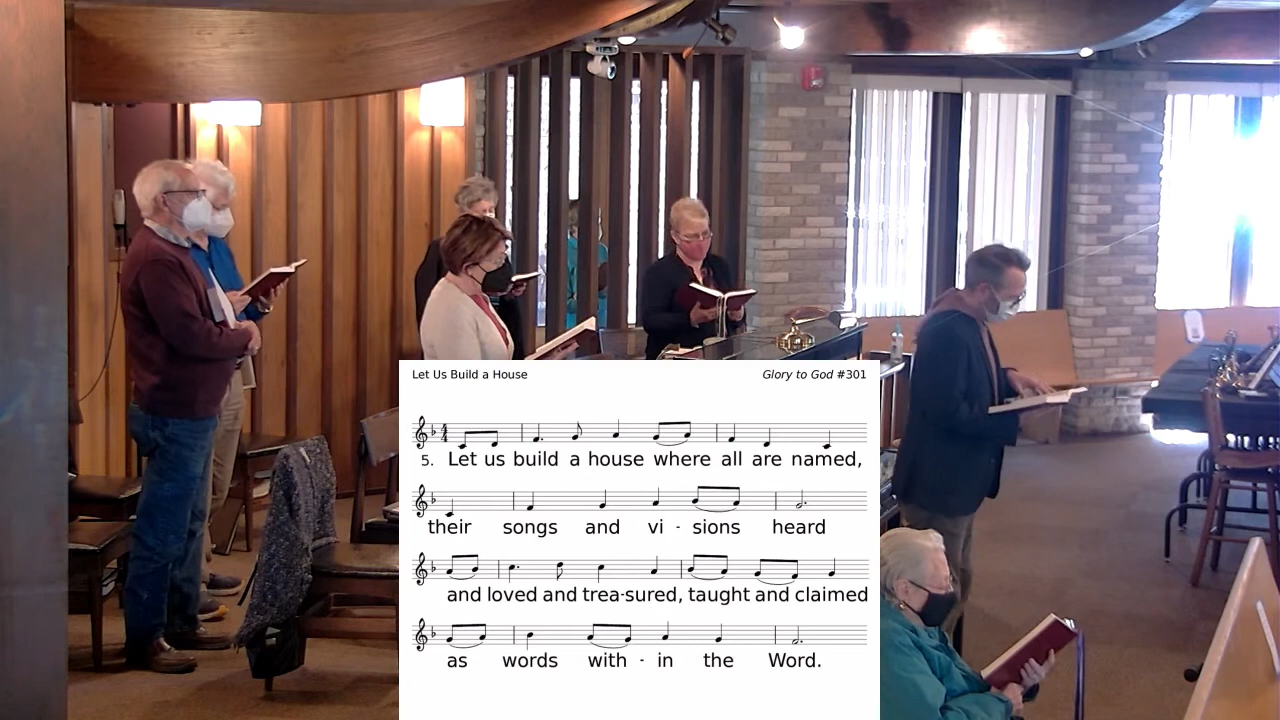 Let Us Build a House
Glory to God #301
5. Let us build a house where all are named,
their songs and vi - sions heard
and loved and trea-sured, taught and claimed
as words with - in the Word.